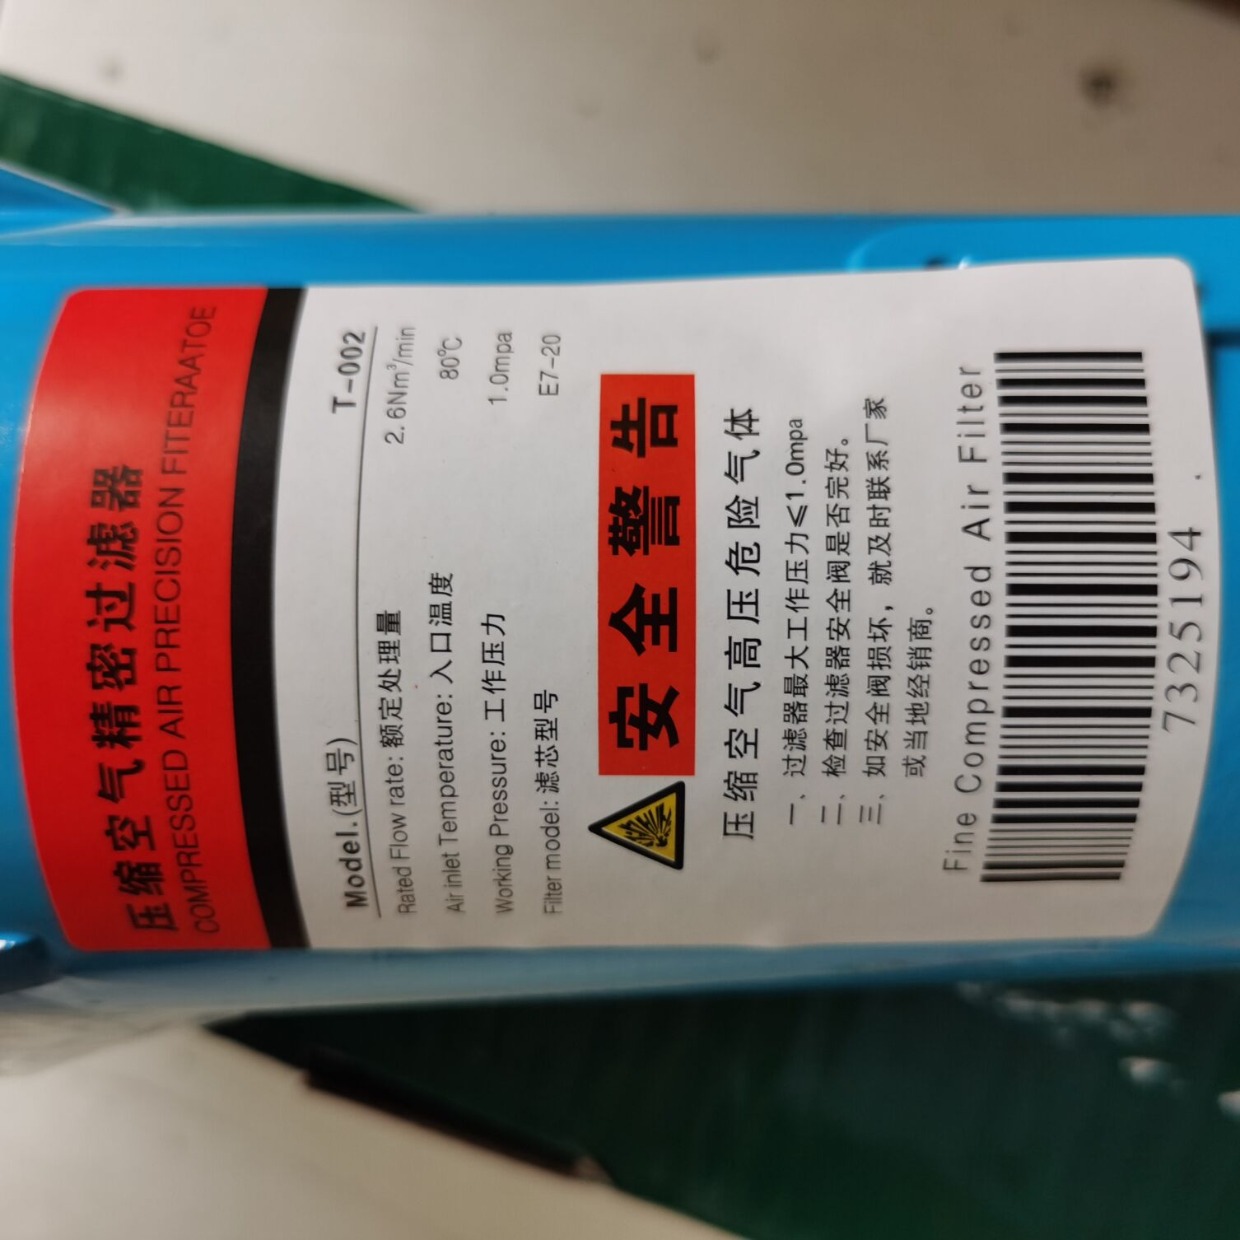 压缩空气精密过滤器
COMPRESSED AIR PRECISION FITERAATOE
Model.(型号) T-002
Rated Flow rate: 额定处理量 2.6Nm³/min
Air inlet Temperature: 入口温度 80℃
Working Pressure: 工作压力 1.0mpa
Filter model: 滤芯型号 E7-20
安全警告
压缩空气高压危险气体
一、过滤器最大工作压力≤1.0mpa
二、检查过滤器安全阀是否完好。
三、如安全阀损坏，就及时联系厂家
或当地经销商。
Fine Compressed Air Filter
7325194